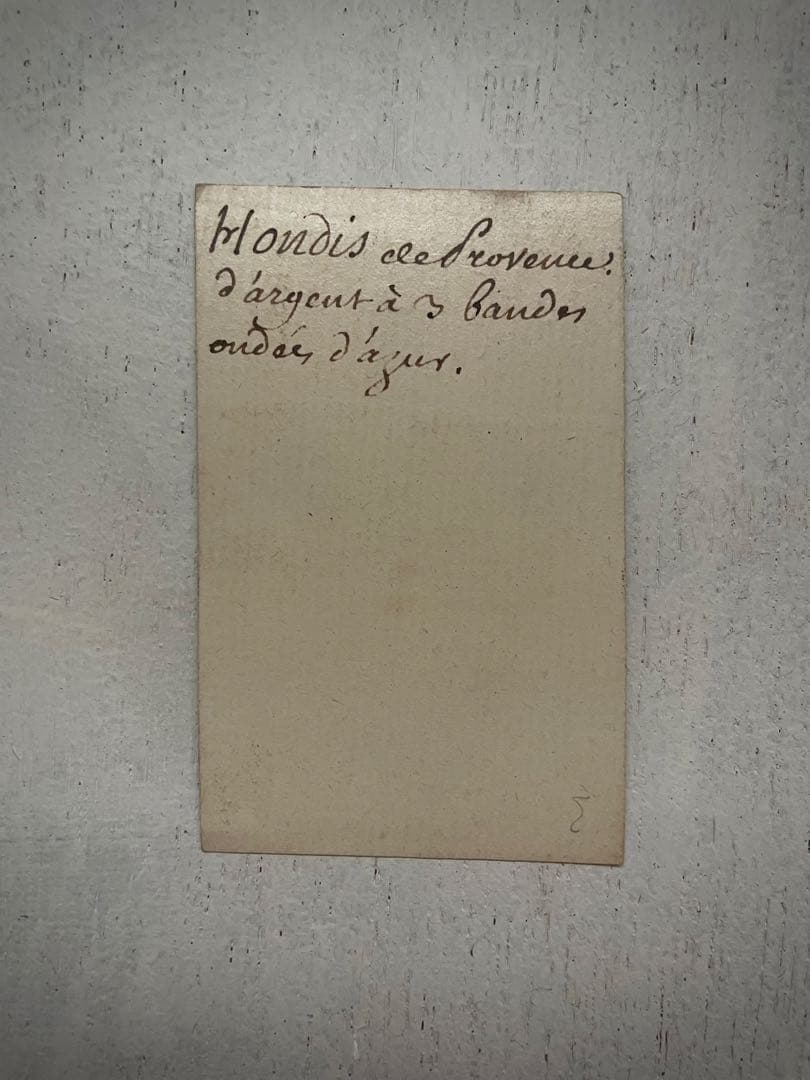 Hondis de Provence.
d'argent à 3 bandes
ondées d'azur.